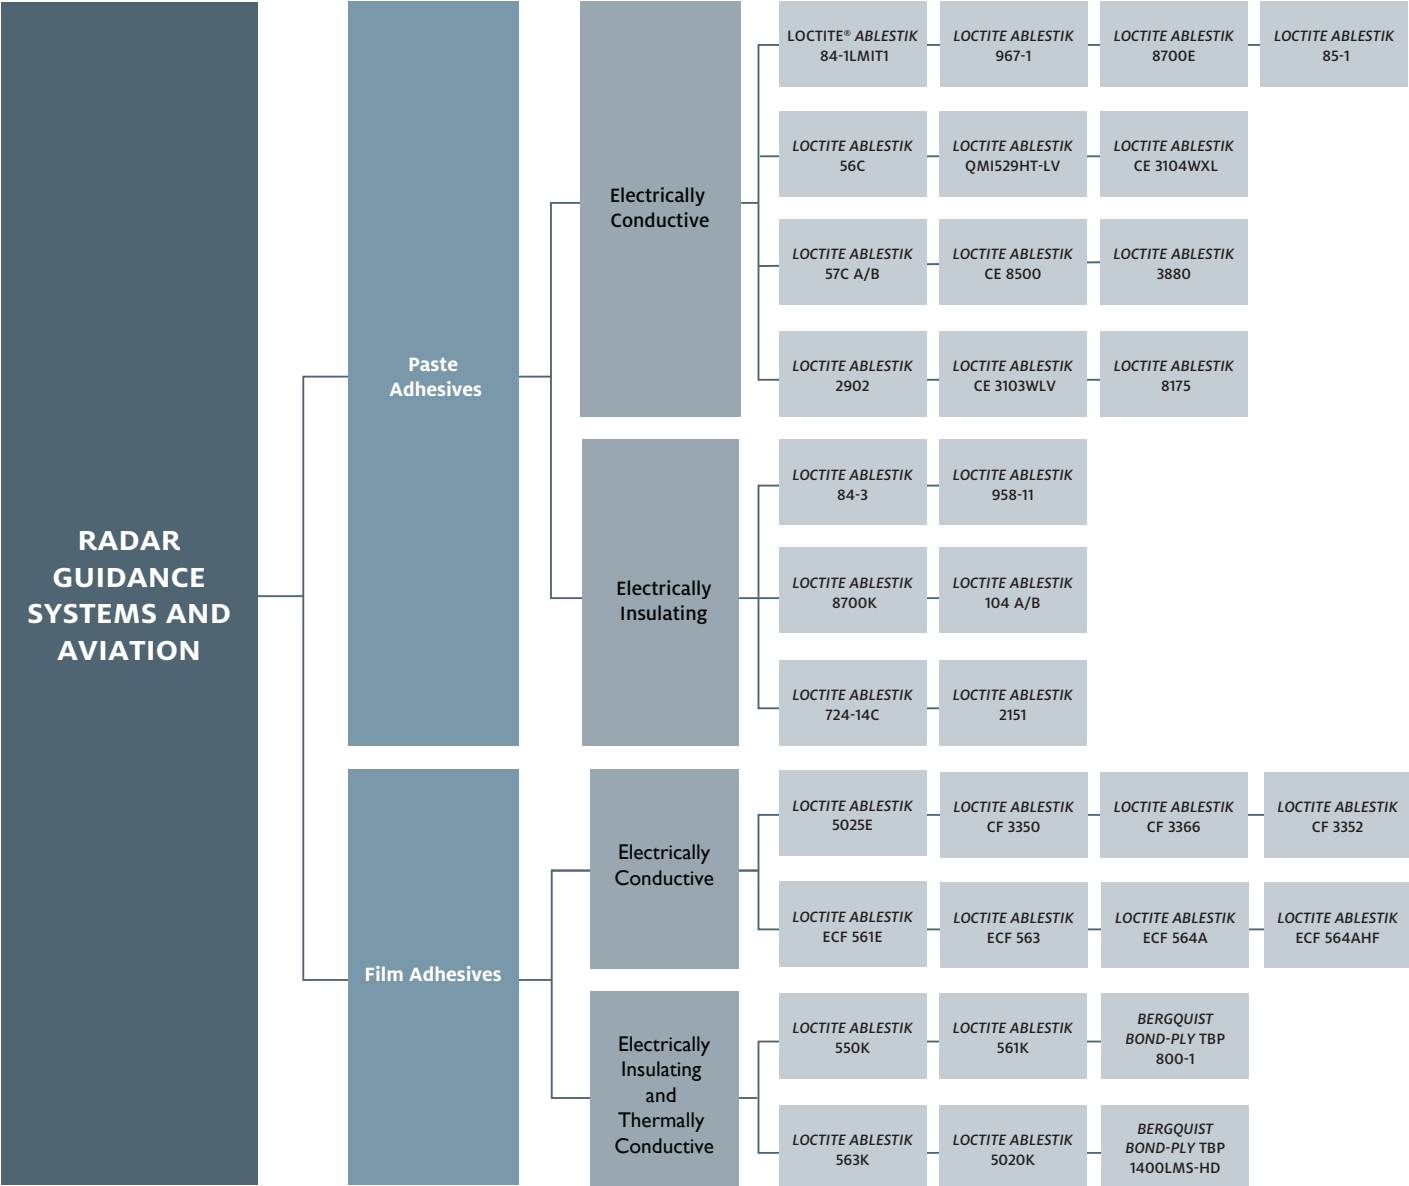 RADAR
GUIDANCE
SYSTEMS AND
AVIATION
Paste
Adhesives
Electrically
Conductive
LOCTITE® ABLESTIK
84-1LMIT1
LOCTITE ABLESTIK
967-1
LOCTITE ABLESTIK
8700E
LOCTITE ABLESTIK
85-1
LOCTITE ABLESTIK
56C
LOCTITE ABLESTIK
QMI529HT-LV
LOCTITE ABLESTIK
CE 3104WXL
LOCTITE ABLESTIK
57C A/B
LOCTITE ABLESTIK
CE 8500
LOCTITE ABLESTIK
3880
LOCTITE ABLESTIK
2902
LOCTITE ABLESTIK
CE 3103WLV
LOCTITE ABLESTIK
8175
Electrically
Insulating
LOCTITE ABLESTIK
84-3
LOCTITE ABLESTIK
958-11
LOCTITE ABLESTIK
8700K
LOCTITE ABLESTIK
104 A/B
LOCTITE ABLESTIK
724-14C
LOCTITE ABLESTIK
2151
Film Adhesives
Electrically
Conductive
LOCTITE ABLESTIK
5025E
LOCTITE ABLESTIK
CF 3350
LOCTITE ABLESTIK
CF 3366
LOCTITE ABLESTIK
CF 3352
LOCTITE ABLESTIK
ECF 561E
LOCTITE ABLESTIK
ECF 563
LOCTITE ABLESTIK
ECF 564A
LOCTITE ABLESTIK
ECF 564AHF
Electrically
Insulating
and
Thermally
Conductive
LOCTITE ABLESTIK
550K
LOCTITE ABLESTIK
561K
BERGQUIST
BOND-PLY TBP
800-1
LOCTITE ABLESTIK
563K
LOCTITE ABLESTIK
5020K
BERGQUIST
BOND-PLY TBP
1400LMS-HD